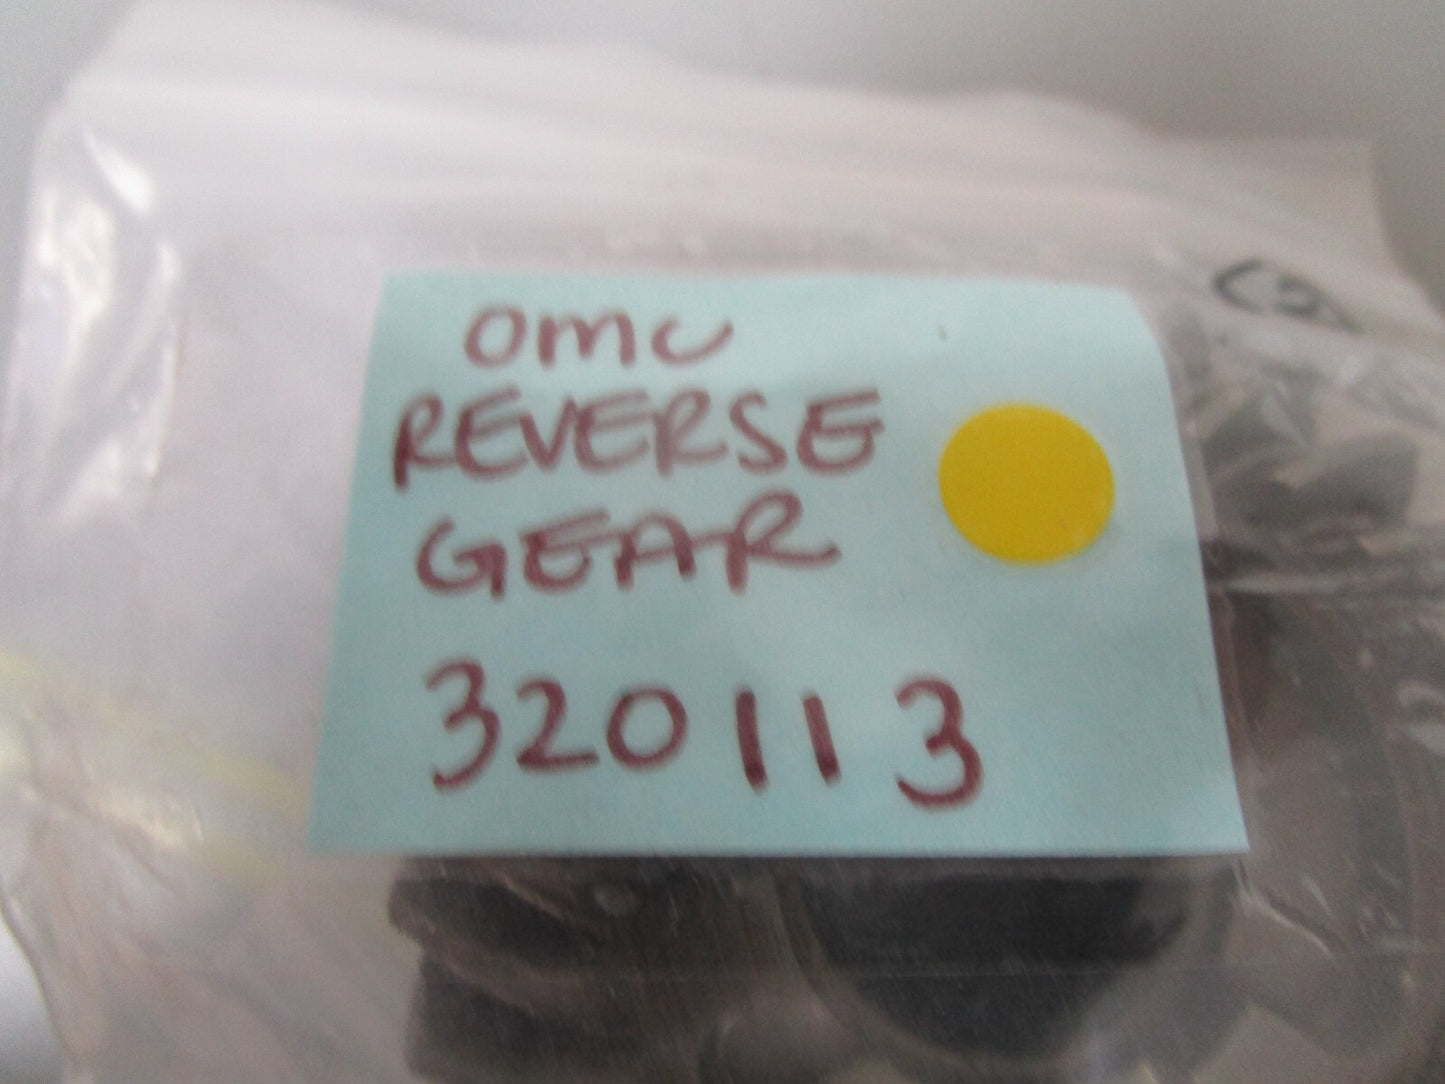 OMC
REVERSE
GEAR
320113